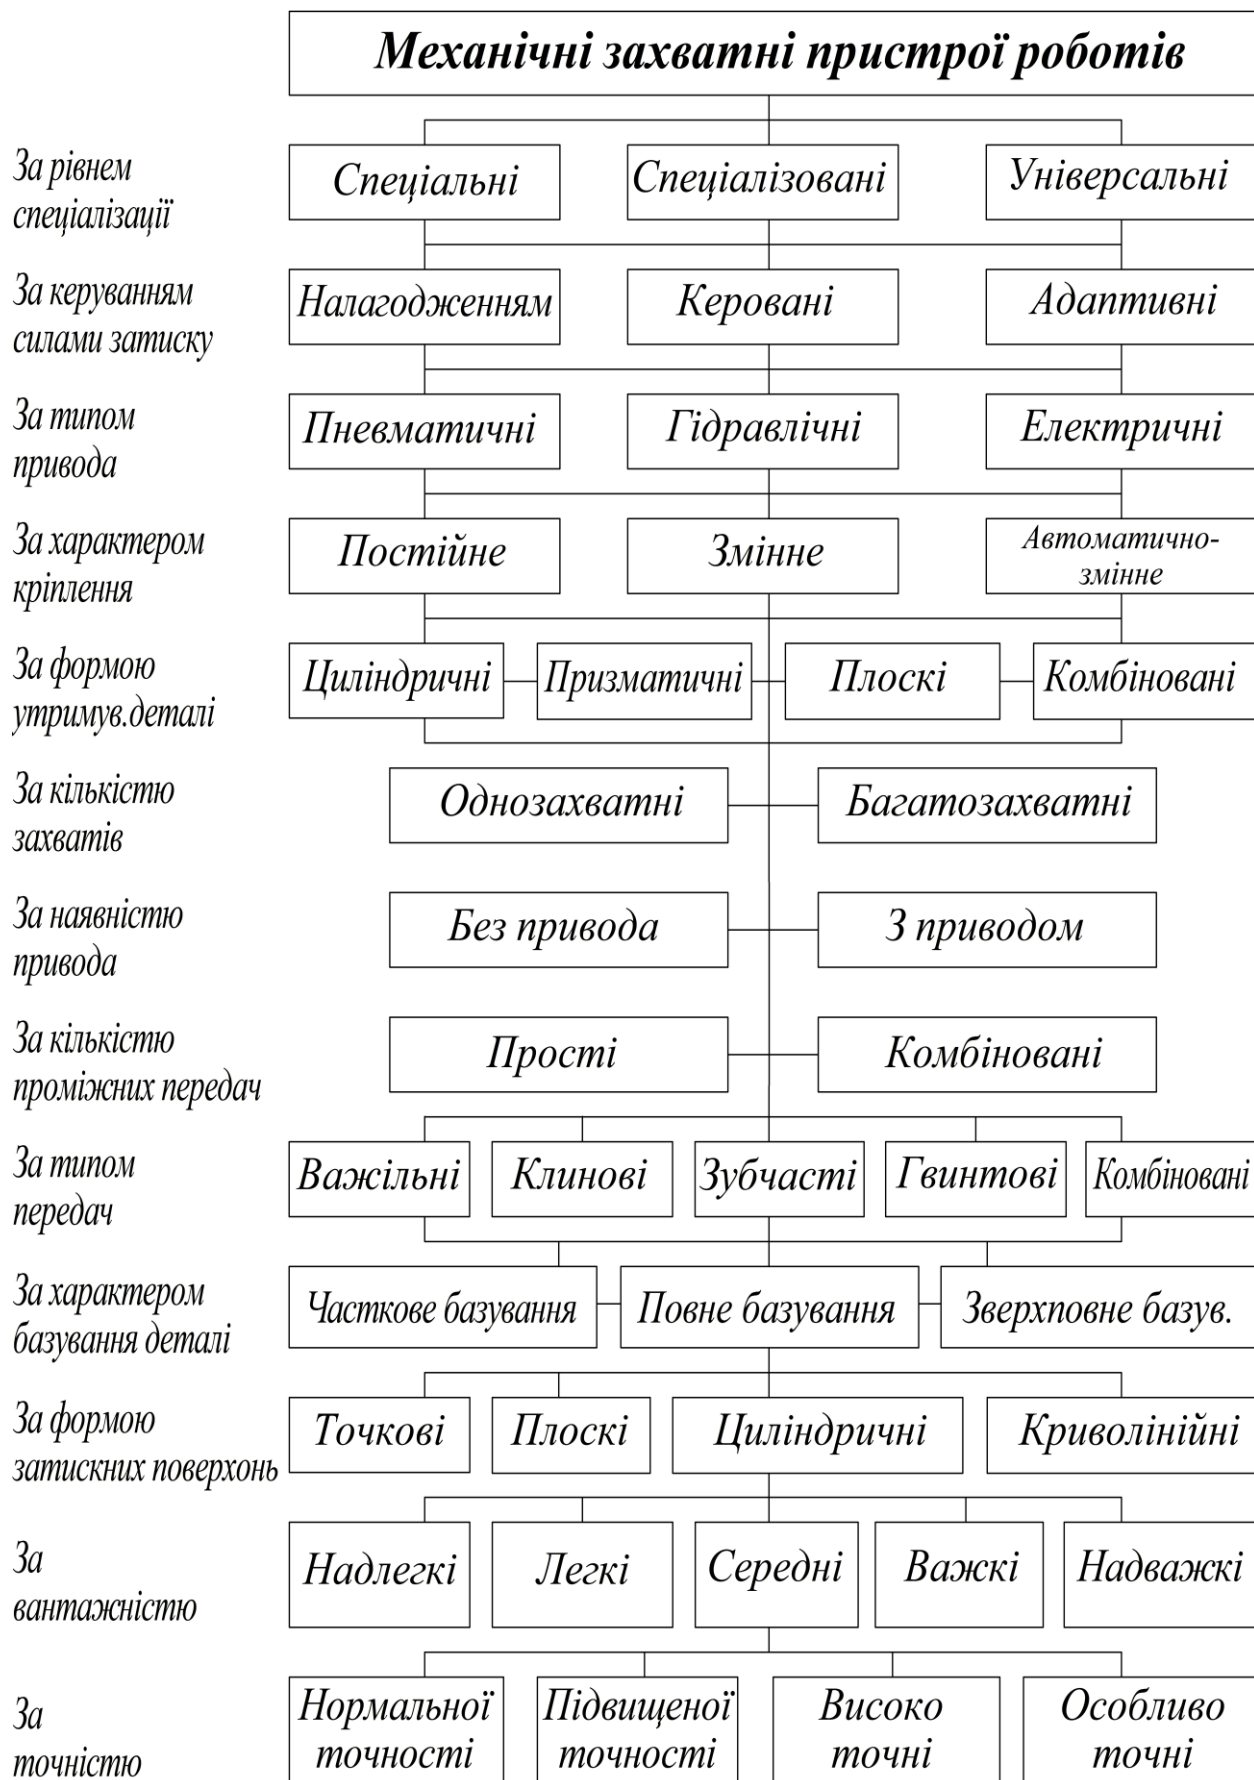 Механічні захватні пристрої роботів
За рівнем
спеціалізації
Спеціальні
Спеціалізовані
Універсальні
За керуванням
силами затиску
Налагодженням
Керовані
Адаптивні
За типом
привода
Пневматичні
Гідравлічні
Електричні
За характером
кріплення
Постійне
Змінне
Автоматично-
змінне
За формою
утримув.деталі
Циліндричні
Призматичні
Плоскі
Комбіновані
За кількістю
захватів
Однозахватні
Багатозахватні
За наявністю
привода
Без привода
З приводом
За кількістю
проміжних передач
Прості
Комбіновані
За типом
передач
Важільні
Клинові
Зубчасті
Гвинтові
Комбіновані
За характером
базування деталі
Часткове базування
Повне базування
Зверхповне базув.
За формою
затискних поверхонь
Точкові
Плоскі
Циліндричні
Криволінійні
За
вантажністю
Надлегкі
Легкі
Середні
Важкі
Надважкі
За
точністю
Нормальної
точності
Підвищеної
точності
Високо
точні
Особливо
точні